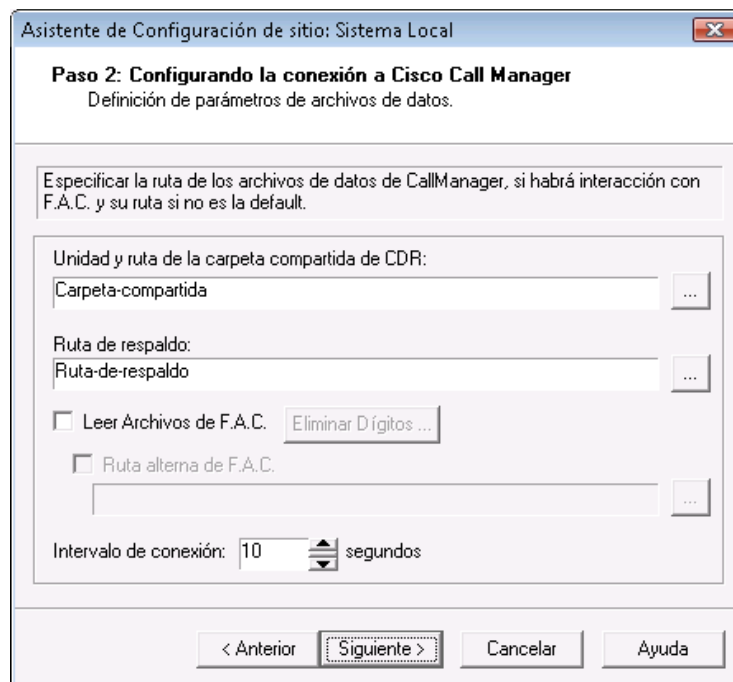 Asistente de Configuración de sitio: Sistema Local
Paso 2: Configurando la conexión a Cisco Call Manager
Definición de parámetros de archivos de datos.
Especificar la ruta de los archivos de datos de CallManager, si habrá interacción con
F.A.C. y su ruta si no es la default.
Unidad y ruta de la carpeta compartida de CDR:
Carpeta-compartida
...
Ruta de respaldo:
Ruta-de-respaldo
...
Leer Archivos de F.A.C. Eliminar Dígitos ...
Ruta alterna de F.A.C.
...
Intervalo de conexión: 10 segundos
< Anterior Siguiente > Cancelar Ayuda